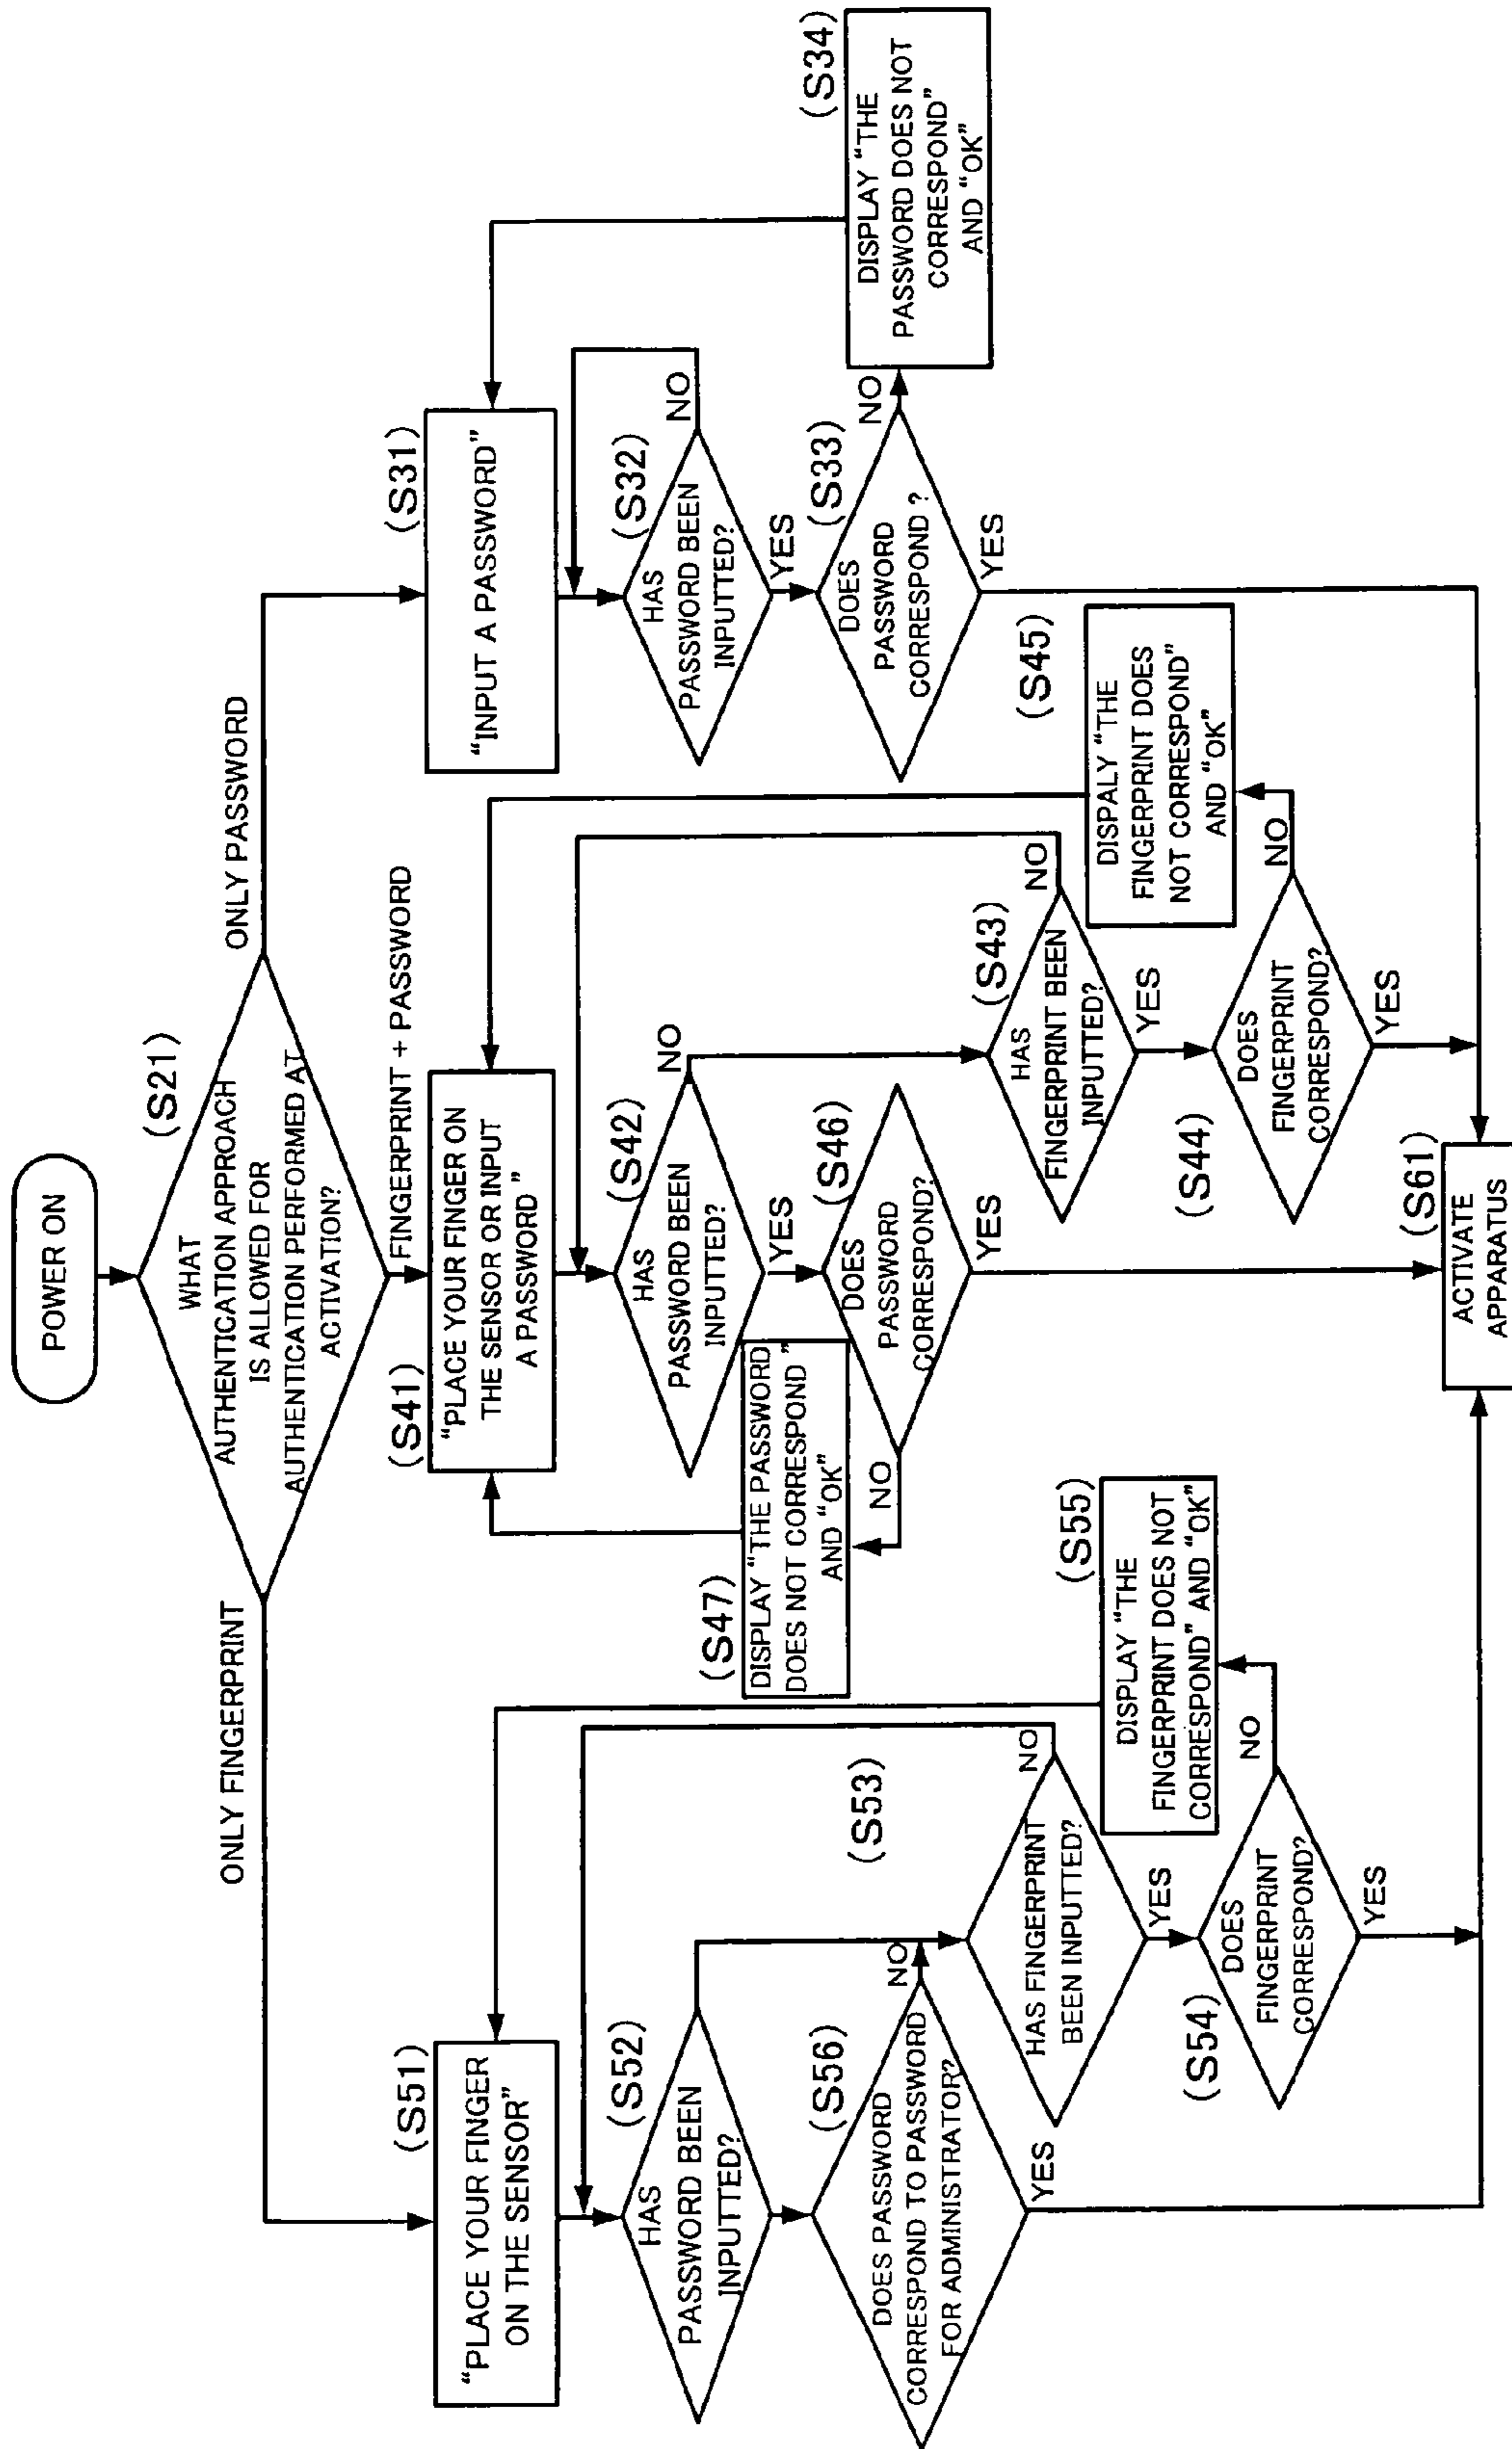 POWER ON
(S21)
WHAT
AUTHENTICATION APPROACH
IS ALLOWED FOR
AUTHENTICATION PERFORMED AT
ACTIVATION?
ONLY FINGERPRINT
FINGERPRINT + PASSWORD
ONLY PASSWORD
(S51)
“PLACE YOUR FINGER
ON THE SENSOR”
(S52)
HAS
PASSWORD BEEN
INPUTTED?
(S56)
DOES PASSWORD
CORRESPOND TO PASSWORD
FOR ADMINISTRATOR?
NO
YES
(S53)
HAS FINGERPRINT
BEEN INPUTTED?
NO
YES
(S54)
DOES
FINGERPRINT
CORRESPOND?
NO
YES
(S55)
DISPLAY “THE
FINGERPRINT DOES NOT
CORRESPOND” AND “OK”
(S41)
“PLACE YOUR FINGER ON
THE SENSOR OR INPUT
A PASSWORD”
(S42)
HAS
PASSWORD BEEN
INPUTTED?
NO
YES
(S46)
DOES
PASSWORD
CORRESPOND?
NO
YES
(S47)
DISPLAY “THE PASSWORD
DOES NOT CORRESPOND ”
AND “OK”
(S43)
HAS
FINGERPRINT BEEN
INPUTTED?
NO
YES
(S44)
DOES
FINGERPRINT
CORRESPOND?
NO
YES
(S45)
DISPALY “THE
FINGERPRINT DOES
NOT CORRESPOND”
AND “OK”
(S31)
“INPUT A PASSWORD”
(S32)
HAS
PASSWORD BEEN
INPUTTED?
NO
YES
(S33)
DOES
PASSWORD
CORRESPOND ?
NO
YES
(S34)
DISPLAY “THE
PASSWORD DOES NOT
CORRESPOND”
AND “OK”
(S61)
ACTIVATE
APPARATUS